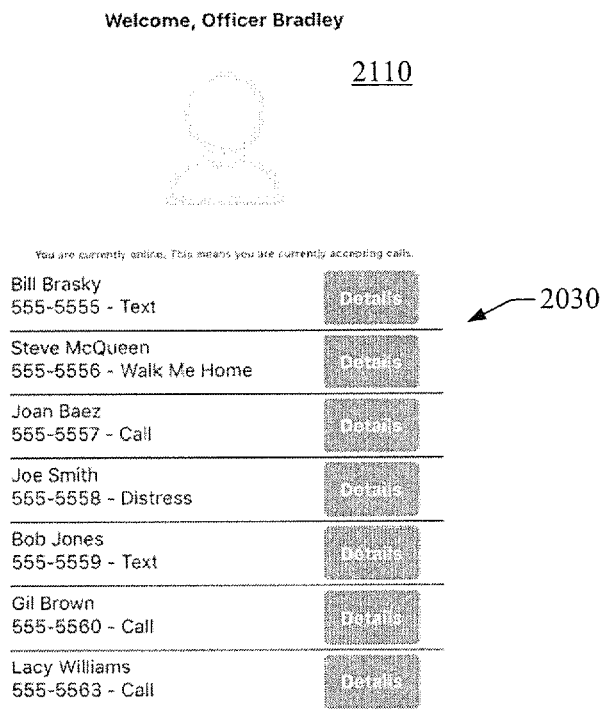 Welcome, Officer Bradley
2110
You are currently online. This means you are currently accepting calls.
Bill Brasky
555-5555 - Text
Details
2030
Steve McQueen
555-5556 - Walk Me Home
Details
Joan Baez
555-5557 - Call
Details
Joe Smith
555-5558 - Distress
Details
Bob Jones
555-5559 - Text
Details
Gil Brown
555-5560 - Call
Details
Lacy Williams
555-5563 - Call
Details